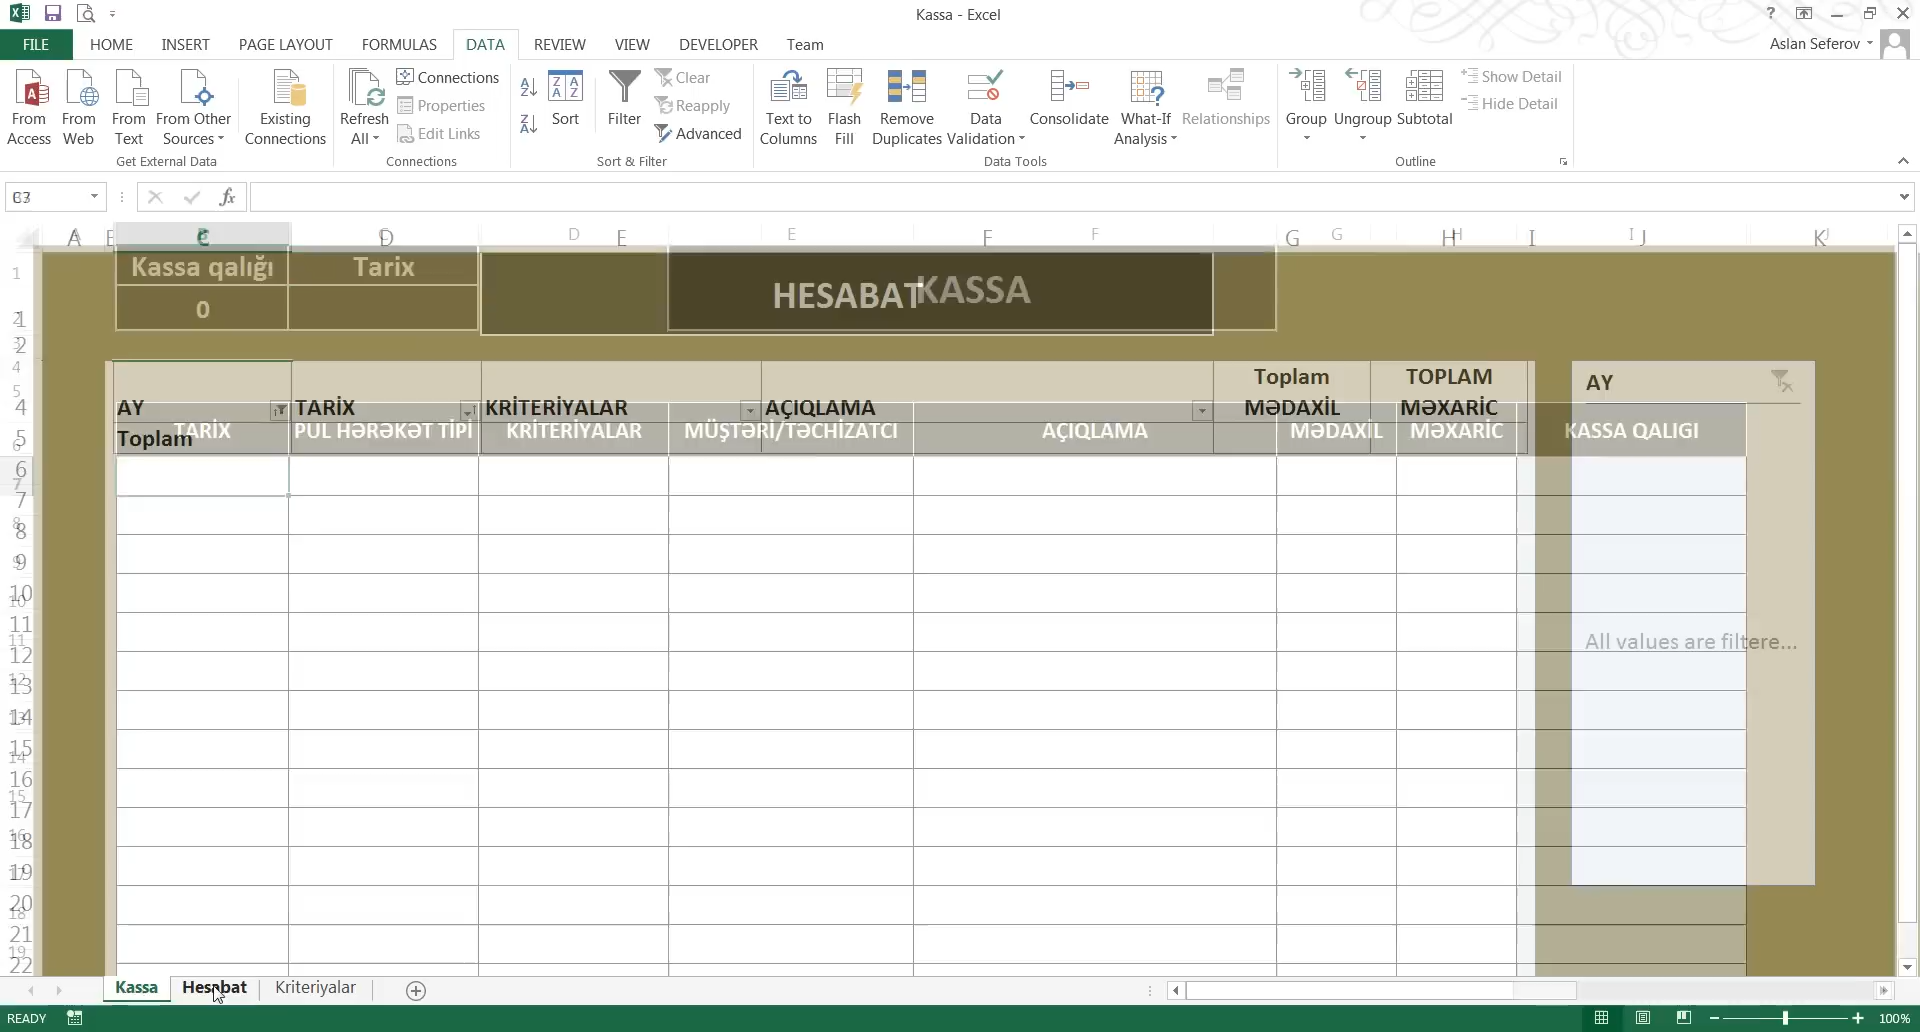 Kassa - Excel
?
FILE HOME INSERT PAGE LAYOUT FORMULAS DATA REVIEW VIEW DEVELOPER Team
Aslan Seferov
From Access
From Web
From Text
From Other Sources
Existing Connections
Get External Data
Refresh All
Connections
Properties
Edit Links
Connections
Sort
Filter
Clear
Reapply
Advanced
Sort & Filter
Text to Columns
Flash Fill
Remove Duplicates
Data Validation
Consolidate
What-If Analysis
Relationships
Data Tools
Group
Ungroup
Subtotal
Show Detail
Hide Detail
Outline
fx
Kassa qalığı Tarix
0
HESABAT
KASSA
AY TARİX KRİTERİYALAR AÇIQLAMA
Toplam MƏDAXİL
TOPLAM MƏXARİC
Toplam
TARİX PUL HƏRƏKƏT TİPİ KRİTERİYALAR MÜŞTƏRİ/TƏCHİZATCI AÇIQLAMA MƏDAXİL MƏXARİC KASSA QALIGI
AY
All values are filtere...
Kassa Hesabat Kriteriyalar
READY
100%